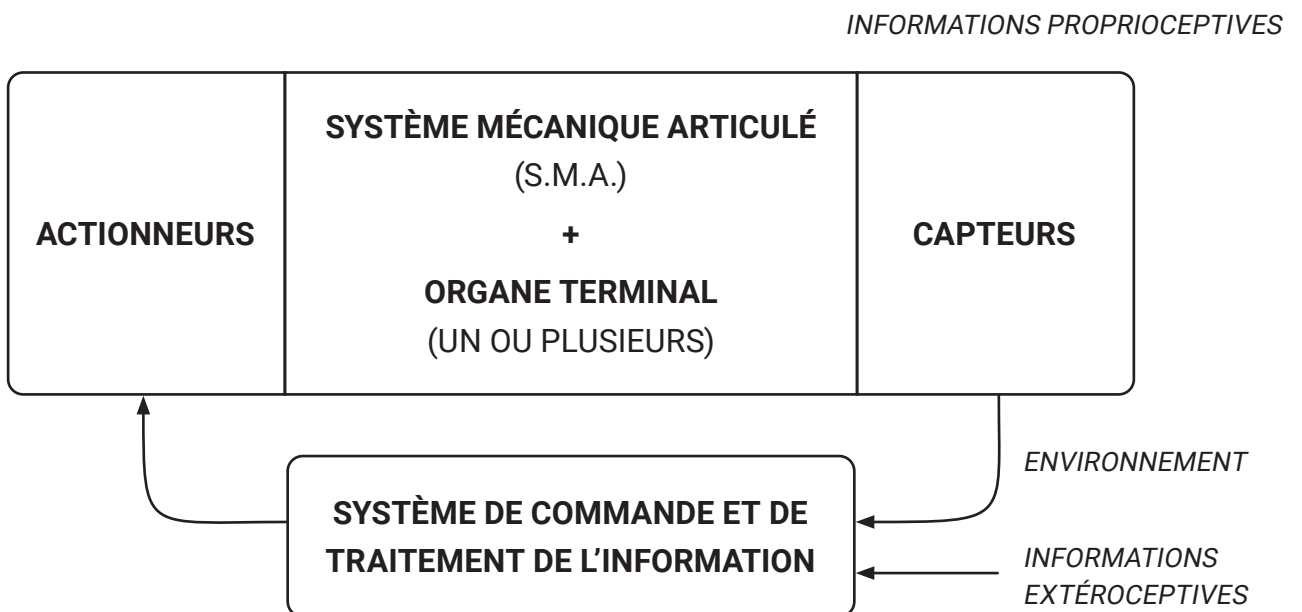 INFORMATIONS PROPRIOCEPTIVES
ACTIONNEURS
SYSTÈME MÉCANIQUE ARTICULÉ
(S.M.A.)
+
ORGANE TERMINAL
(UN OU PLUSIEURS)
CAPTEURS
ENVIRONNEMENT
SYSTÈME DE COMMANDE ET DE
TRAITEMENT DE L’INFORMATION
INFORMATIONS
EXTÉROCEPTIVES